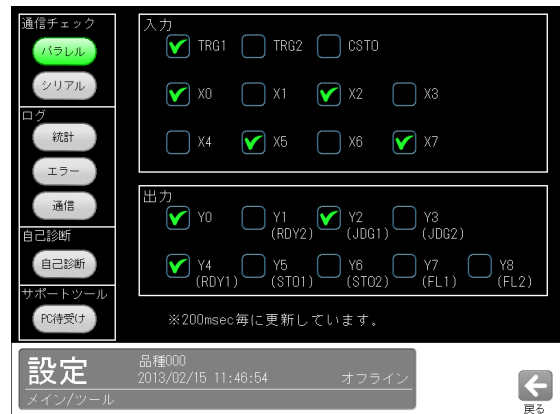 通信チェック
パラレル
シリアル
ログ
統計
エラー
通信
自己診断
自己診断
サポートツール
PC待受け
入力
TRG1 TRG2 CSTO
X0 X1 X2 X3
X4 X5 X6 X7
出力
Y0 Y1 Y2 Y3
(RDY2) (JDG1) (JDG2)
Y4 Y5 Y6 Y7 Y8
(RDY1) (STO1) (STO2) (FL1) (FL2)
※200msec毎に更新しています。
設定
メイン/ツール
品種000
2013/02/15 11:46:54 オフライン
戻る